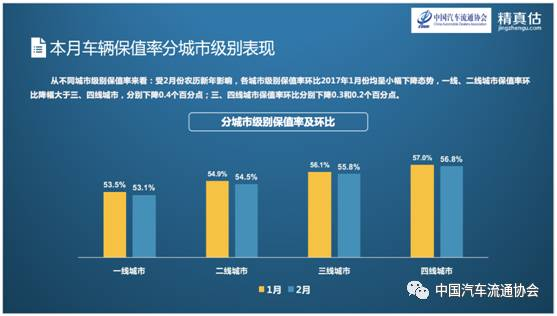 中国汽车流通协会
China Automobile Dealers Association
精真估
jingzhengu.com
本月车辆保值率分城市级别表现
从不同城市级别保值率来看：受2月份农历新年影响，各城市级别保值率环比2017年1月份均呈小幅下降态势，一线、二线城市保值率环
比降幅大于三、四线城市，分别下降0.4个百分点；三、四线城市保值率环比分别下降0.3和0.2个百分点。
分城市级别保值率及环比
53.5% 53.1% 54.9% 54.5% 56.1% 55.8% 57.0% 56.8%
一线城市 二线城市 三线城市 四线城市
1月 2月
中国汽车流通协会